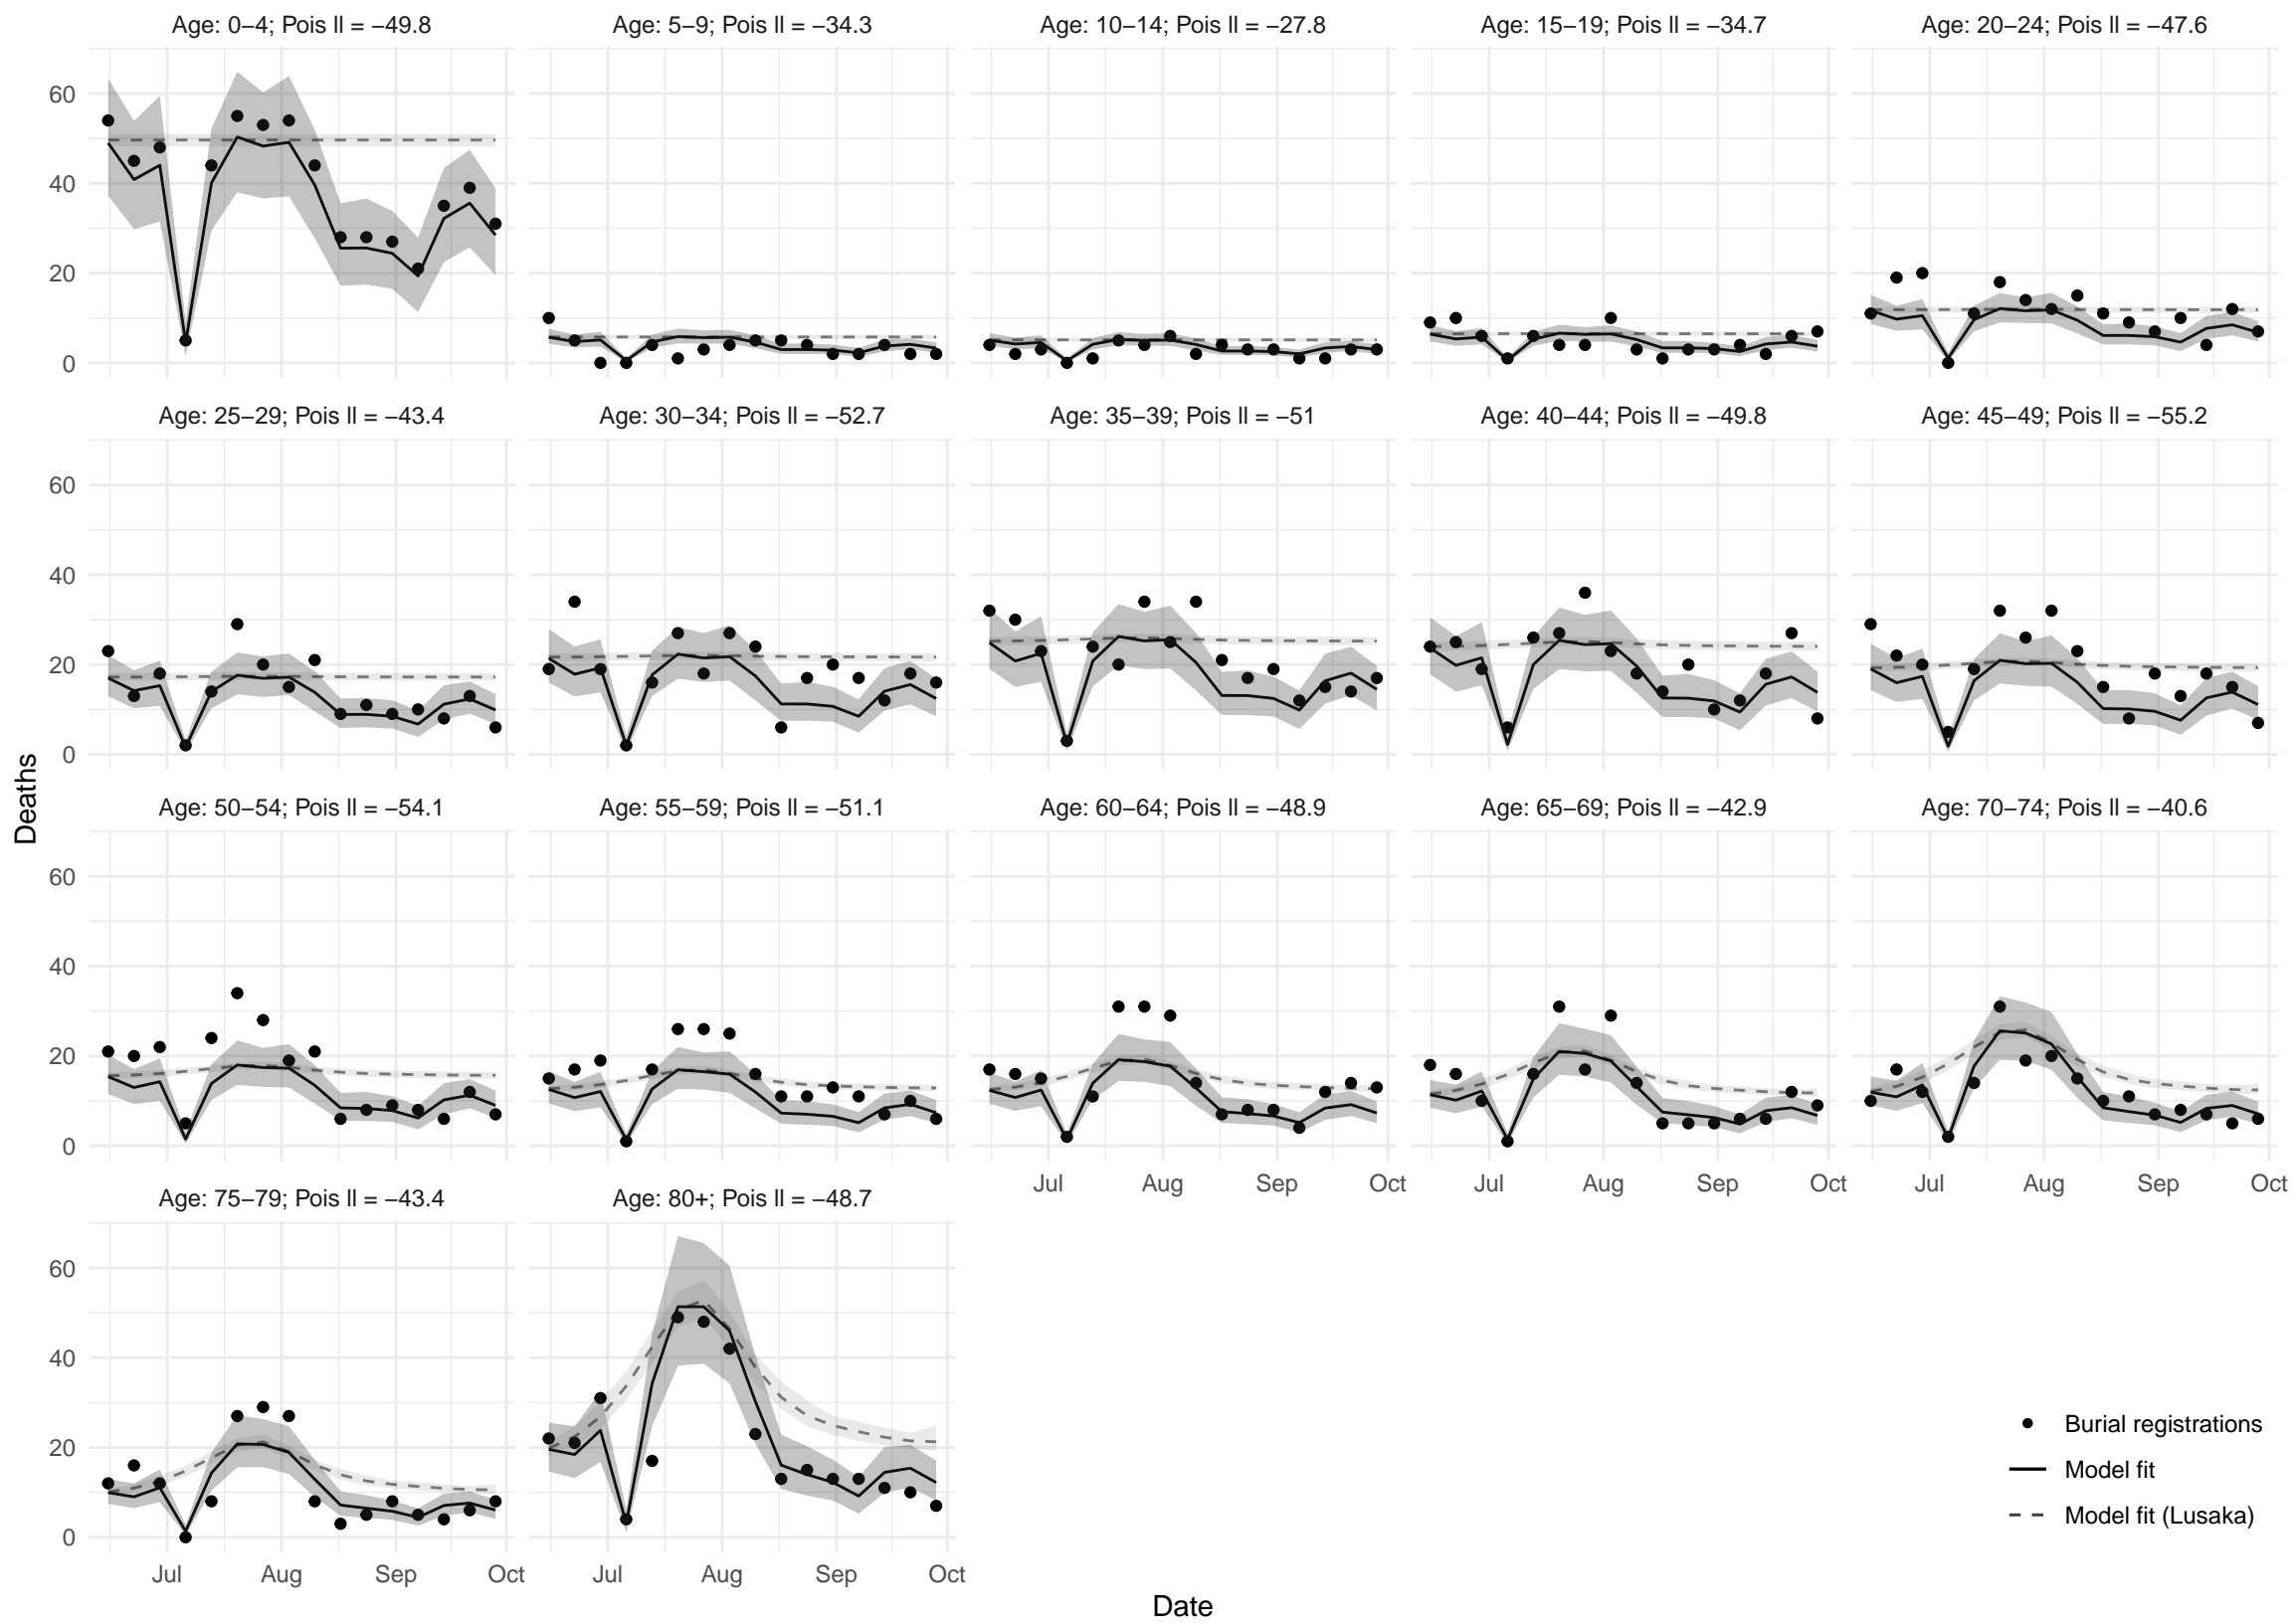 Age: 0−4; Pois ll = −49.8
Age: 5−9; Pois ll = −34.3
Age: 10−14; Pois ll = −27.8
Age: 15−19; Pois ll = −34.7
Age: 20−24; Pois ll = −47.6
60
40
20
0
Age: 25−29; Pois ll = −43.4
Age: 30−34; Pois ll = −52.7
Age: 35−39; Pois ll = −51
Age: 40−44; Pois ll = −49.8
Age: 45−49; Pois ll = −55.2
60
40
20
0
Deaths
Age: 50−54; Pois ll = −54.1
Age: 55−59; Pois ll = −51.1
Age: 60−64; Pois ll = −48.9
Age: 65−69; Pois ll = −42.9
Age: 70−74; Pois ll = −40.6
60
40
20
0
Jul Aug Sep Oct
Jul Aug Sep Oct
Jul Aug Sep Oct
Age: 75−79; Pois ll = −43.4
Age: 80+; Pois ll = −48.7
60
40
20
0
Jul Aug Sep Oct
Jul Aug Sep Oct
Burial registrations
Model fit
Model fit (Lusaka)
Date